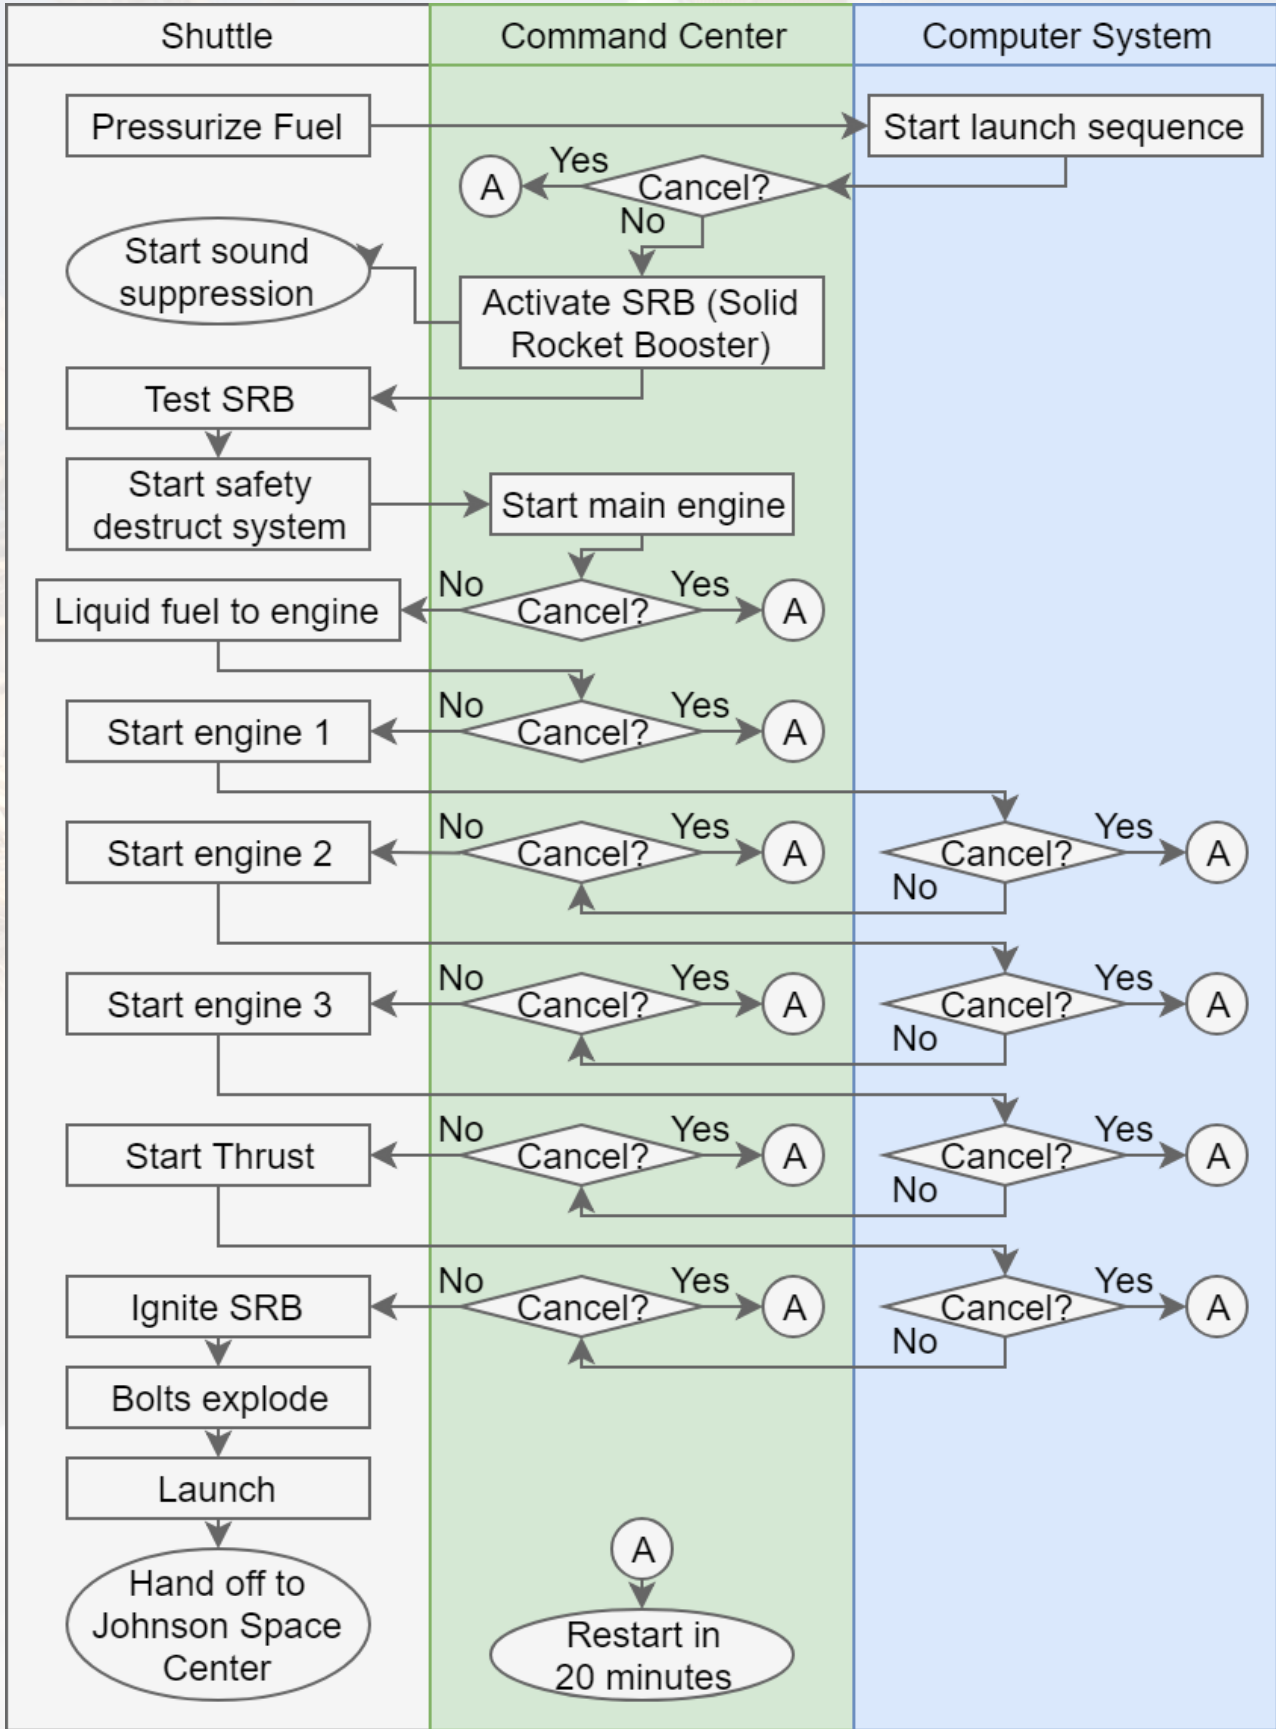 Shuttle
Command Center
Computer System
Pressurize Fuel
Start launch sequence
Yes
A
Cancel?
No
Start sound
suppression
Activate SRB (Solid
Rocket Booster)
Test SRB
Start safety
destruct system
Start main engine
Liquid fuel to engine
No
Cancel?
Yes
A
Start engine 1
No
Cancel?
Yes
A
Start engine 2
No
Cancel?
Yes
A
Cancel?
Yes
A
No
Start engine 3
No
Cancel?
Yes
A
Cancel?
Yes
A
No
Start Thrust
No
Cancel?
Yes
A
Cancel?
Yes
A
No
Ignite SRB
No
Cancel?
Yes
A
Cancel?
Yes
A
No
Bolts explode
Launch
Hand off to
Johnson Space
Center
A
Restart in
20 minutes